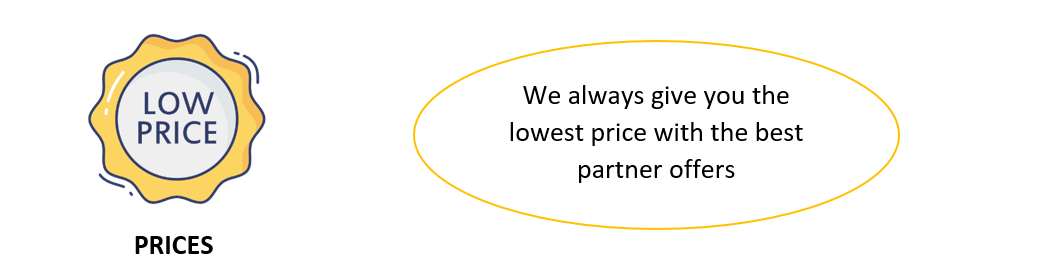 LOW
PRICE
PRICES
We always give you the
lowest price with the best
partner offers